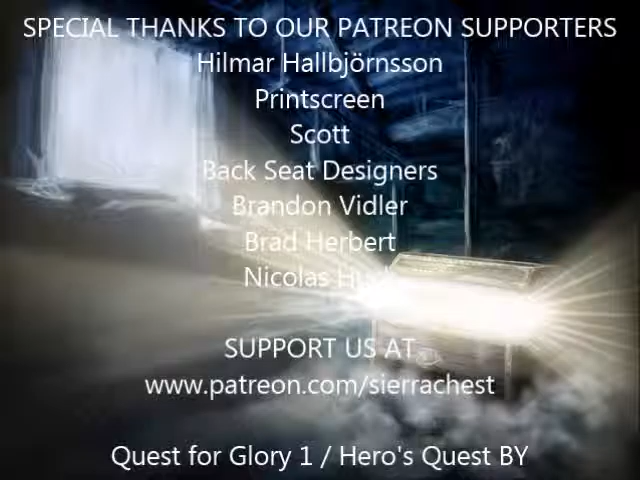 SPECIAL THANKS TO OUR PATREON SUPPORTERS
Hilmar Hallbjörnsson
Printscreen
Scott
Back Seat Designers
Brandon Vidler
Brad Herbert
Nicolas
SUPPORT US AT
www.patreon.com/sierrachest
Quest for Glory 1 / Hero's Quest BY